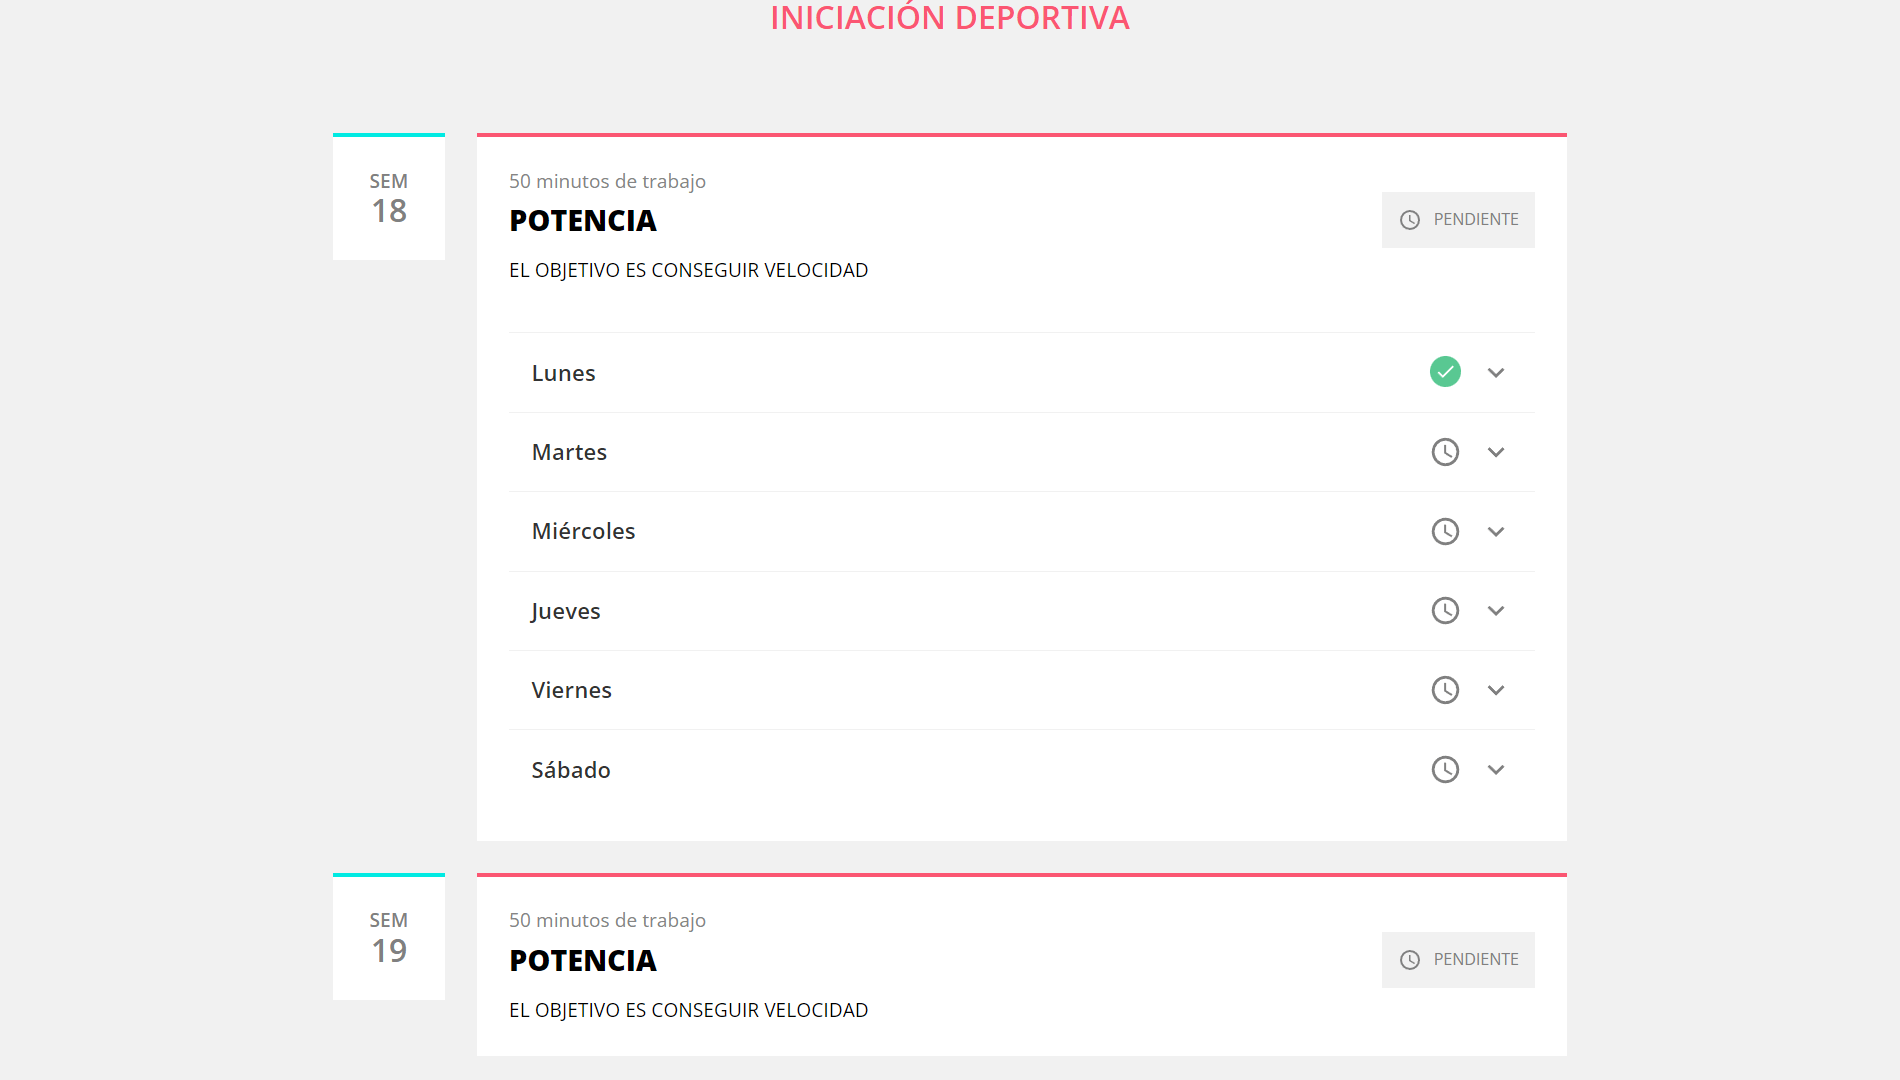 INICIACIÓN DEPORTIVA
SEM
18
50 minutos de trabajo
POTENCIA
PENDIENTE
EL OBJETIVO ES CONSEGUIR VELOCIDAD
Lunes
Martes
Miércoles
Jueves
Viernes
Sábado
SEM
19
50 minutos de trabajo
POTENCIA
PENDIENTE
EL OBJETIVO ES CONSEGUIR VELOCIDAD